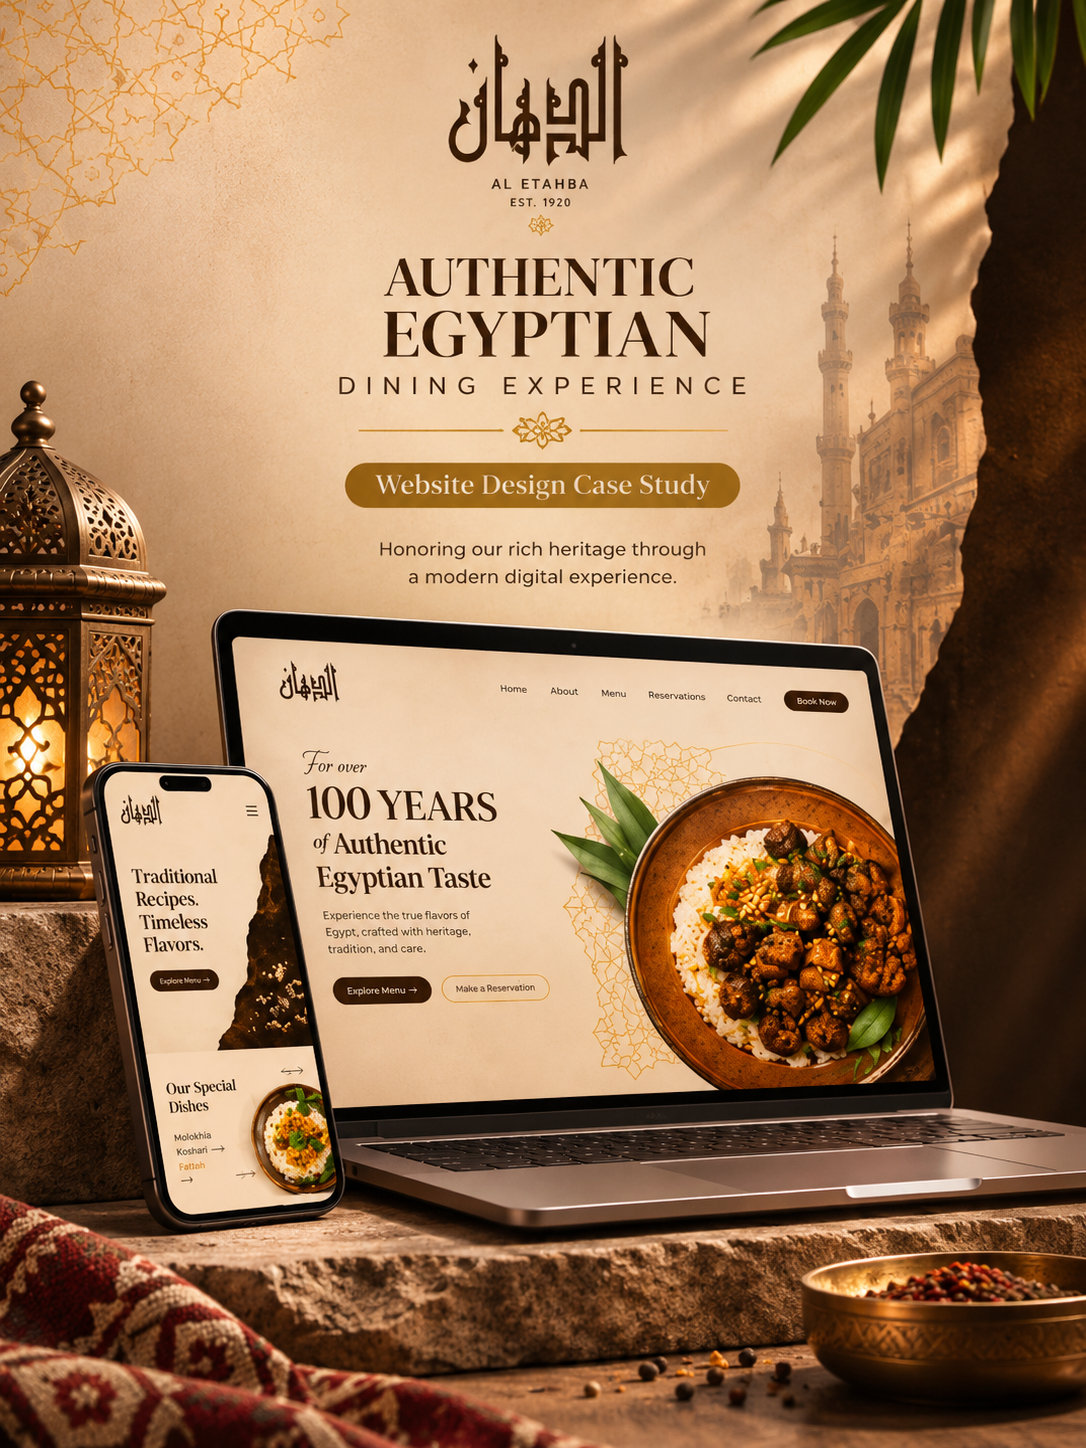 الدهان
AL ETAHBA
EST. 1920
AUTHENTIC
EGYPTIAN
DINING EXPERIENCE
Website Design Case Study
Honoring our rich heritage through
a modern digital experience.
الدهان
Home About Menu Reservations Contact Book Now
For over
100 YEARS
of Authentic
Egyptian Taste
Experience the true flavors of
Egypt, crafted with heritage,
tradition, and care.
Explore Menu → Make a Reservation
الدهان
Traditional
Recipes.
Timeless
Flavors.
Explore Menu →
Our Special
Dishes
Molokhia
Koshari →
Fattah